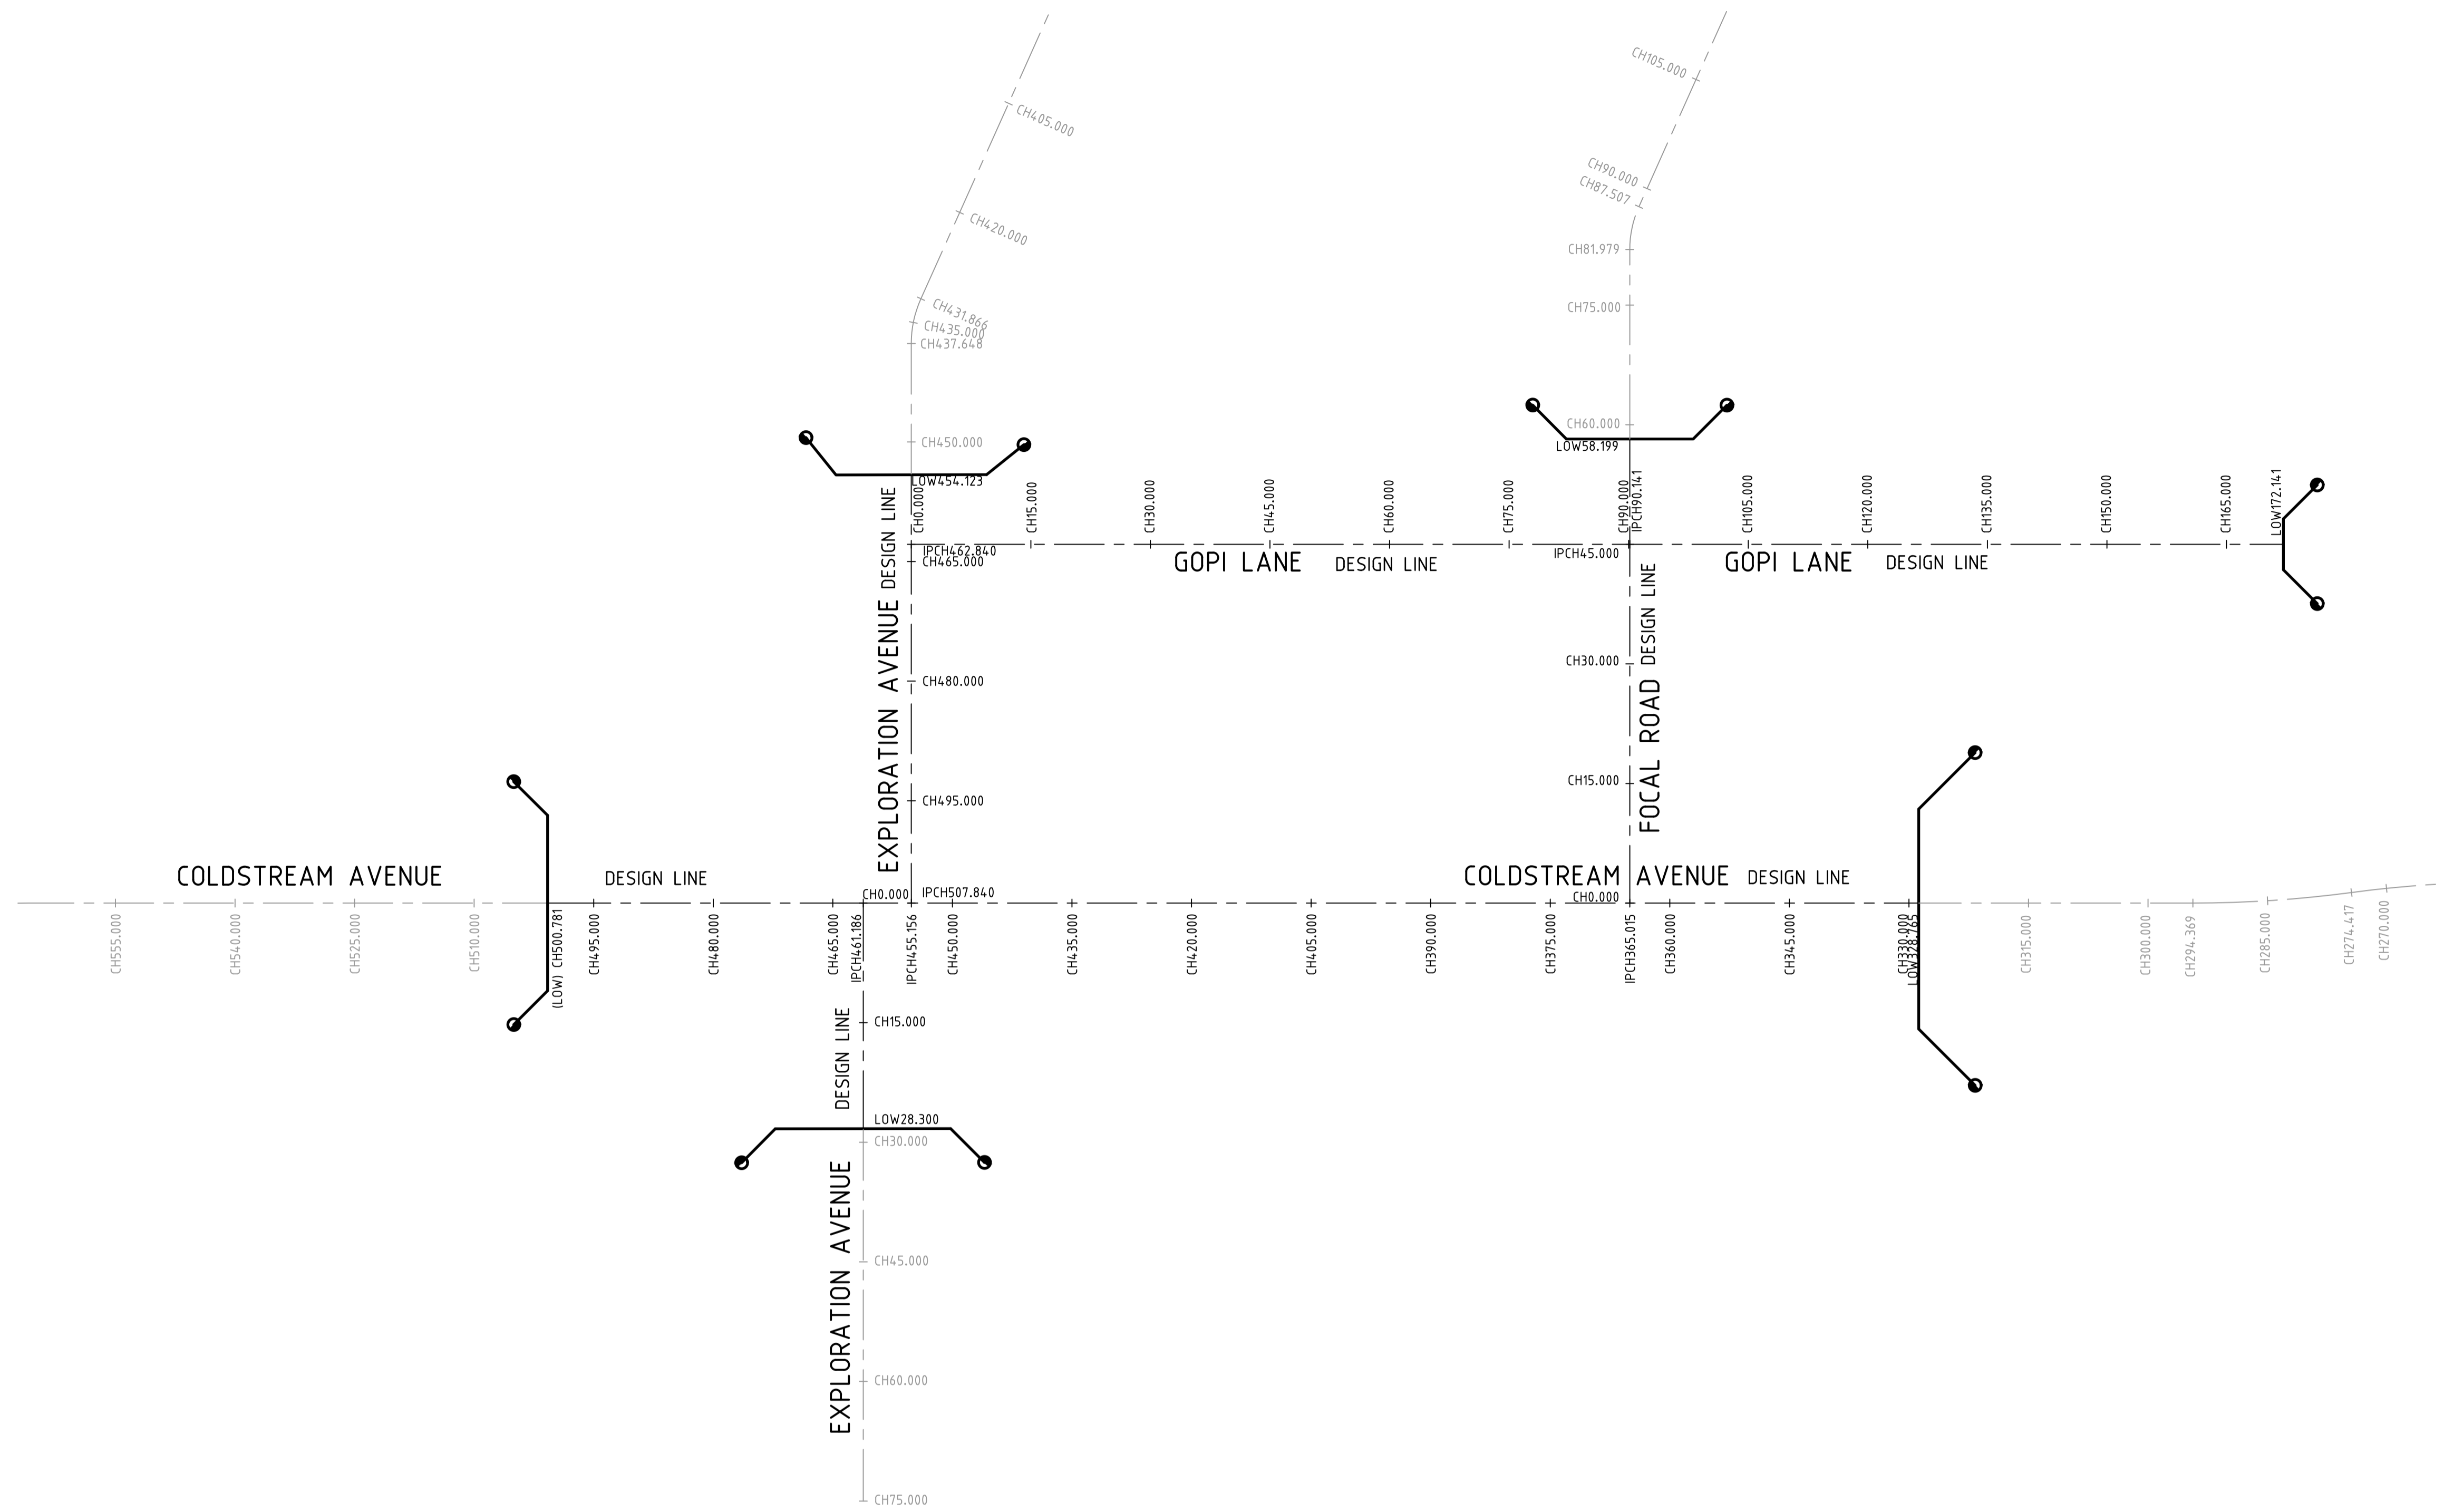 CH105.000
CH405.000
CH90.000
CH87.507
CH420.000
CH81.979
CH431.866
CH435.000
CH437.648
CH75.000
CH60.000
CH450.000
LOW58.199
LOW454.123
CH0.000
CH15.000
CH30.000
CH45.000
CH60.000
CH75.000
CH90.000
IPCH90.141
CH105.000
CH120.000
CH135.000
CH150.000
CH165.000
LOW172.141
IPCH462.840
CH465.000
IPCH45.000
GOPI LANE DESIGN LINE
GOPI LANE DESIGN LINE
EXPLORATION AVENUE DESIGN LINE
FOCAL ROAD DESIGN LINE
CH480.000
CH30.000
CH495.000
CH15.000
COLDSTREAM AVENUE DESIGN LINE
COLDSTREAM AVENUE DESIGN LINE
CH0.000
IPCH507.840
CH0.000
CH555.000
CH540.000
CH525.000
CH510.000
(LOW) CH500.781
CH495.000
CH480.000
CH465.000
IPCH461.186
IPCH455.156
CH450.000
CH435.000
CH420.000
CH405.000
CH390.000
CH375.000
IPCH365.015
CH360.000
CH345.000
CH330.000
LOW328.765
CH315.000
CH300.000
CH294.369
CH285.000
CH274.417
CH270.000
CH15.000
DESIGN LINE
LOW28.300
CH30.000
EXPLORATION AVENUE
CH45.000
CH60.000
CH75.000